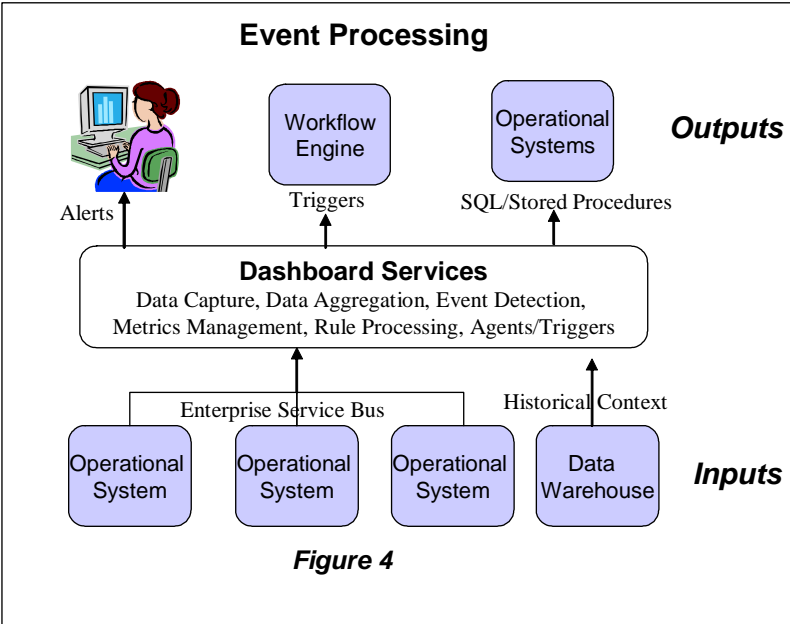 Event Processing
Workflow
Engine
Operational
Systems
Outputs
Alerts
Triggers
SQL/Stored Procedures
Dashboard Services
Data Capture, Data Aggregation, Event Detection,
Metrics Management, Rule Processing, Agents/Triggers
Enterprise Service Bus
Historical Context
Operational
System
Operational
System
Operational
System
Data
Warehouse
Inputs
Figure 4